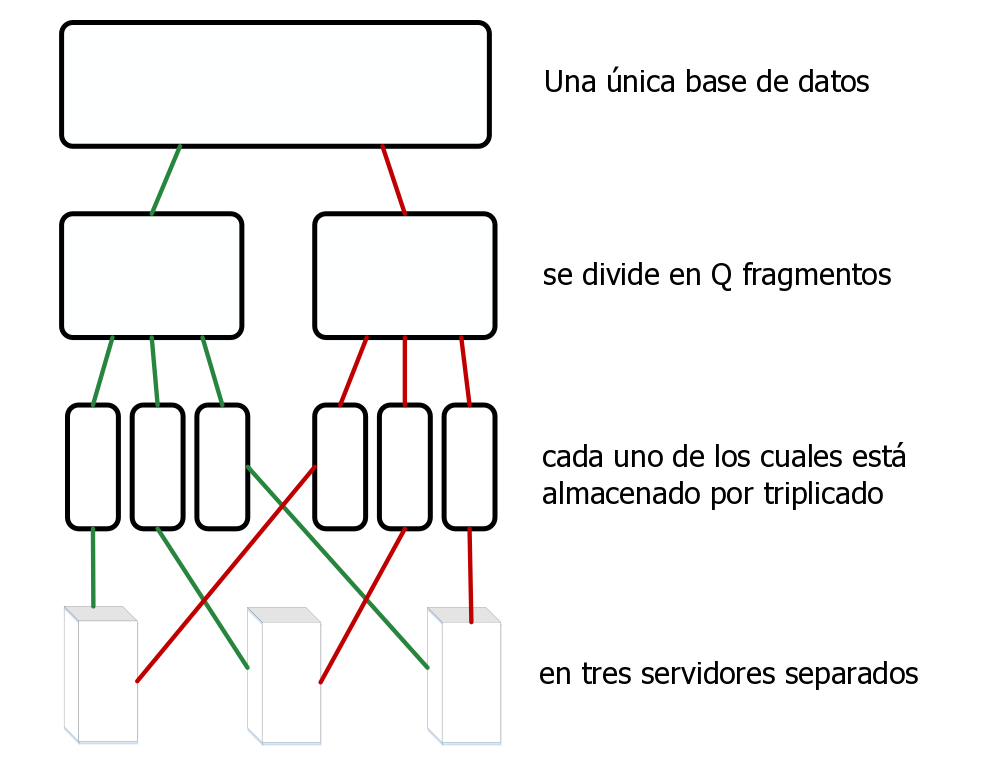 Una única base de datos
se divide en Q fragmentos
cada uno de los cuales está
almacenado por triplicado
en tres servidores separados